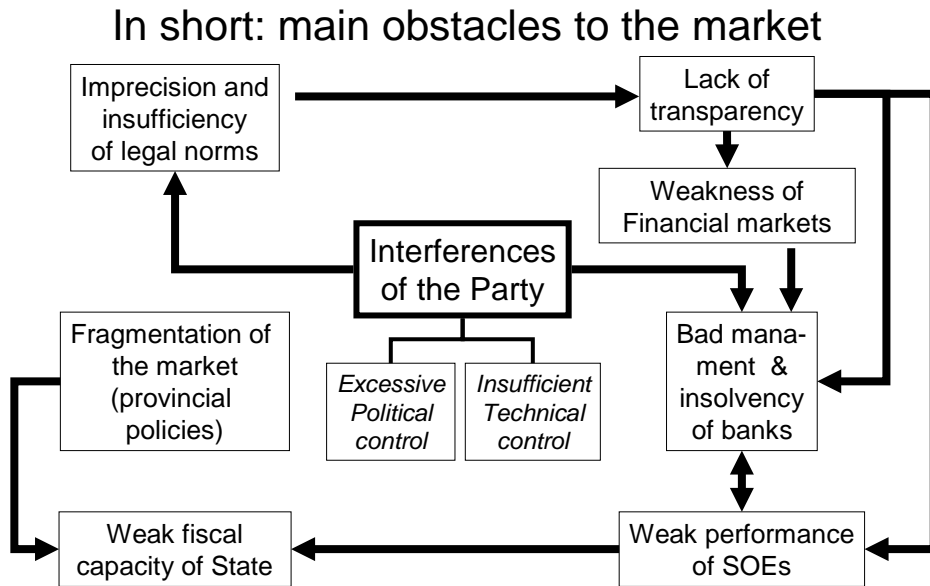 In short: main obstacles to the market
Imprecision and
insufficiency
of legal norms
Lack of
transparency
Weakness of
Financial markets
Interferences
of the Party
Fragmentation of
the market
(provincial
policies)
Excessive
Political
control
Insufficient
Technical
control
Bad mana-
ment & 
insolvency
of banks
Weak fiscal
capacity of State
Weak performance
of SOEs